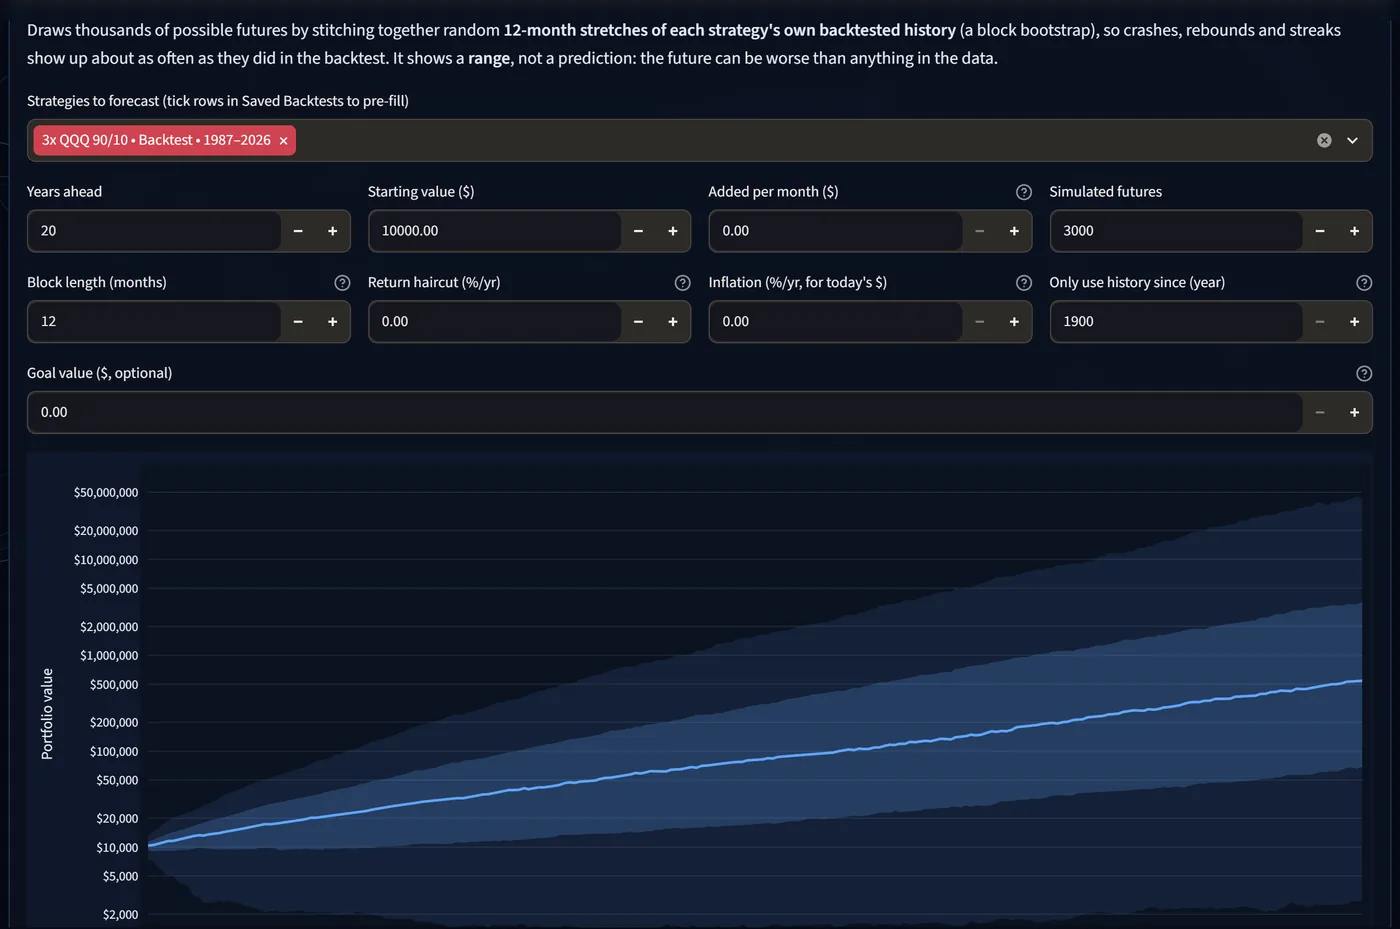 Draws thousands of possible futures by stitching together random 12-month stretches of each strategy's own backtested history (a block bootstrap), so crashes, rebounds and streaks
show up about as often as they did in the backtest. It shows a range, not a prediction: the future can be worse than anything in the data.
Strategies to forecast (tick rows in Saved Backtests to pre-fill)
3x QQQ 90/10 • Backtest • 1987–2026 ×
Years ahead
Starting value ($)
Added per month ($)
Simulated futures
20
10000.00
0.00
3000
Block length (months)
Return haircut (%/yr)
Inflation (%/yr, for today's $)
Only use history since (year)
12
0.00
0.00
1900
Goal value ($, optional)
0.00
$50,000,000
$20,000,000
$10,000,000
$5,000,000
$2,000,000
$1,000,000
$500,000
$200,000
$100,000
$50,000
$20,000
$10,000
$5,000
$2,000
Portfolio value